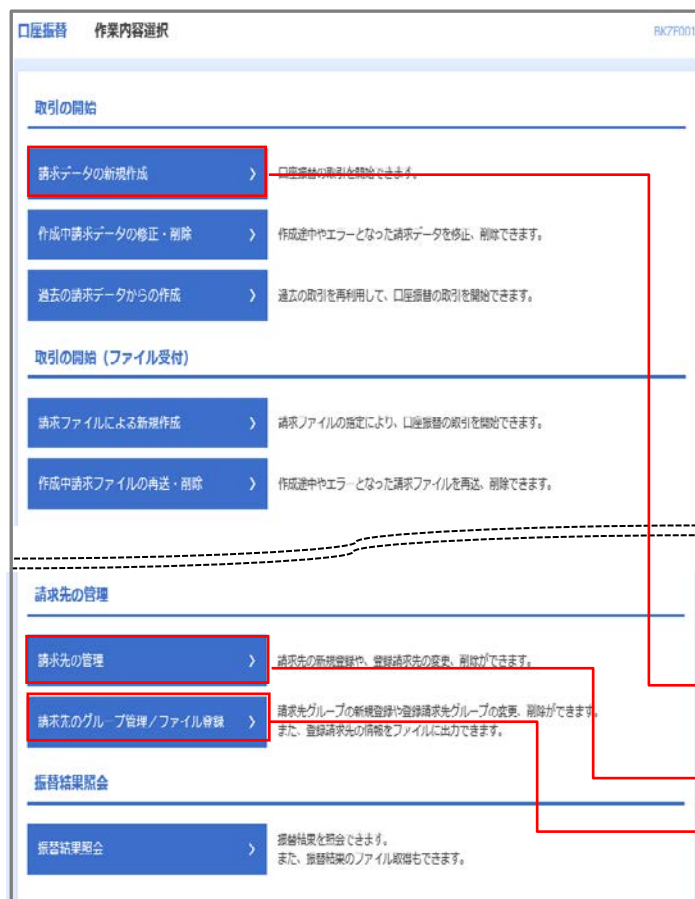 口座振替 作業内容選択 BK7F001
取引の開始
請求データの新規作成
口座振替の取引を開始できます。
作成中請求データの修正・削除
作成途中やエラーとなった請求データを修正、削除できます。
過去の請求データからの作成
過去の取引を再利用して、口座振替の取引を開始できます。
取引の開始（ファイル受付）
請求ファイルによる新規作成
請求ファイルの指定により、口座振替の取引を開始できます。
作成中請求ファイルの再送・削除
作成途中やエラーとなった請求ファイルを再送、削除できます。
請求先の管理
請求先の管理
請求先の新規登録や、登録請求先の変更、削除ができます。
請求先のグループ管理／ファイル登録
請求先グループの新規登録や登録請求先グループの変更、削除ができます。
また、登録請求先の情報をファイルに出力できます。
振替結果照会
振替結果照会
振替結果を照会できます。
また、振替結果のファイル取得もできます。